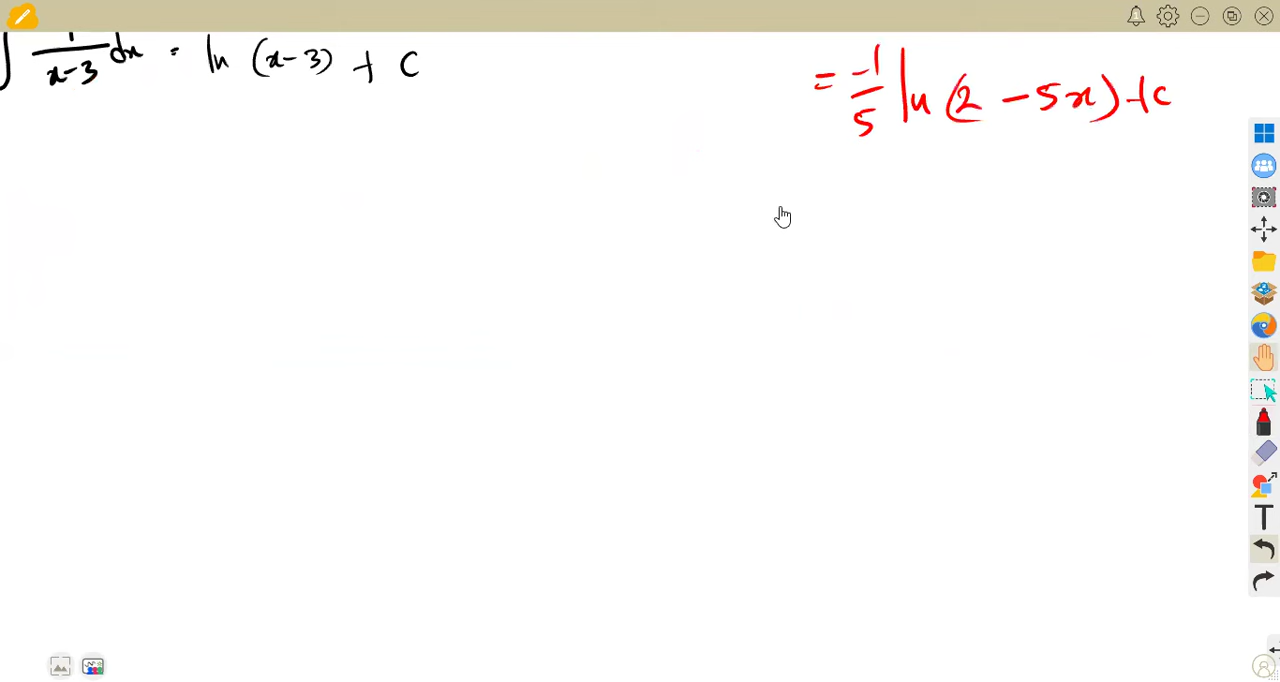 ∫ 1/(x-3) dx = ln (x-3) + C
= -1/5 ln (2 - 5x) + C